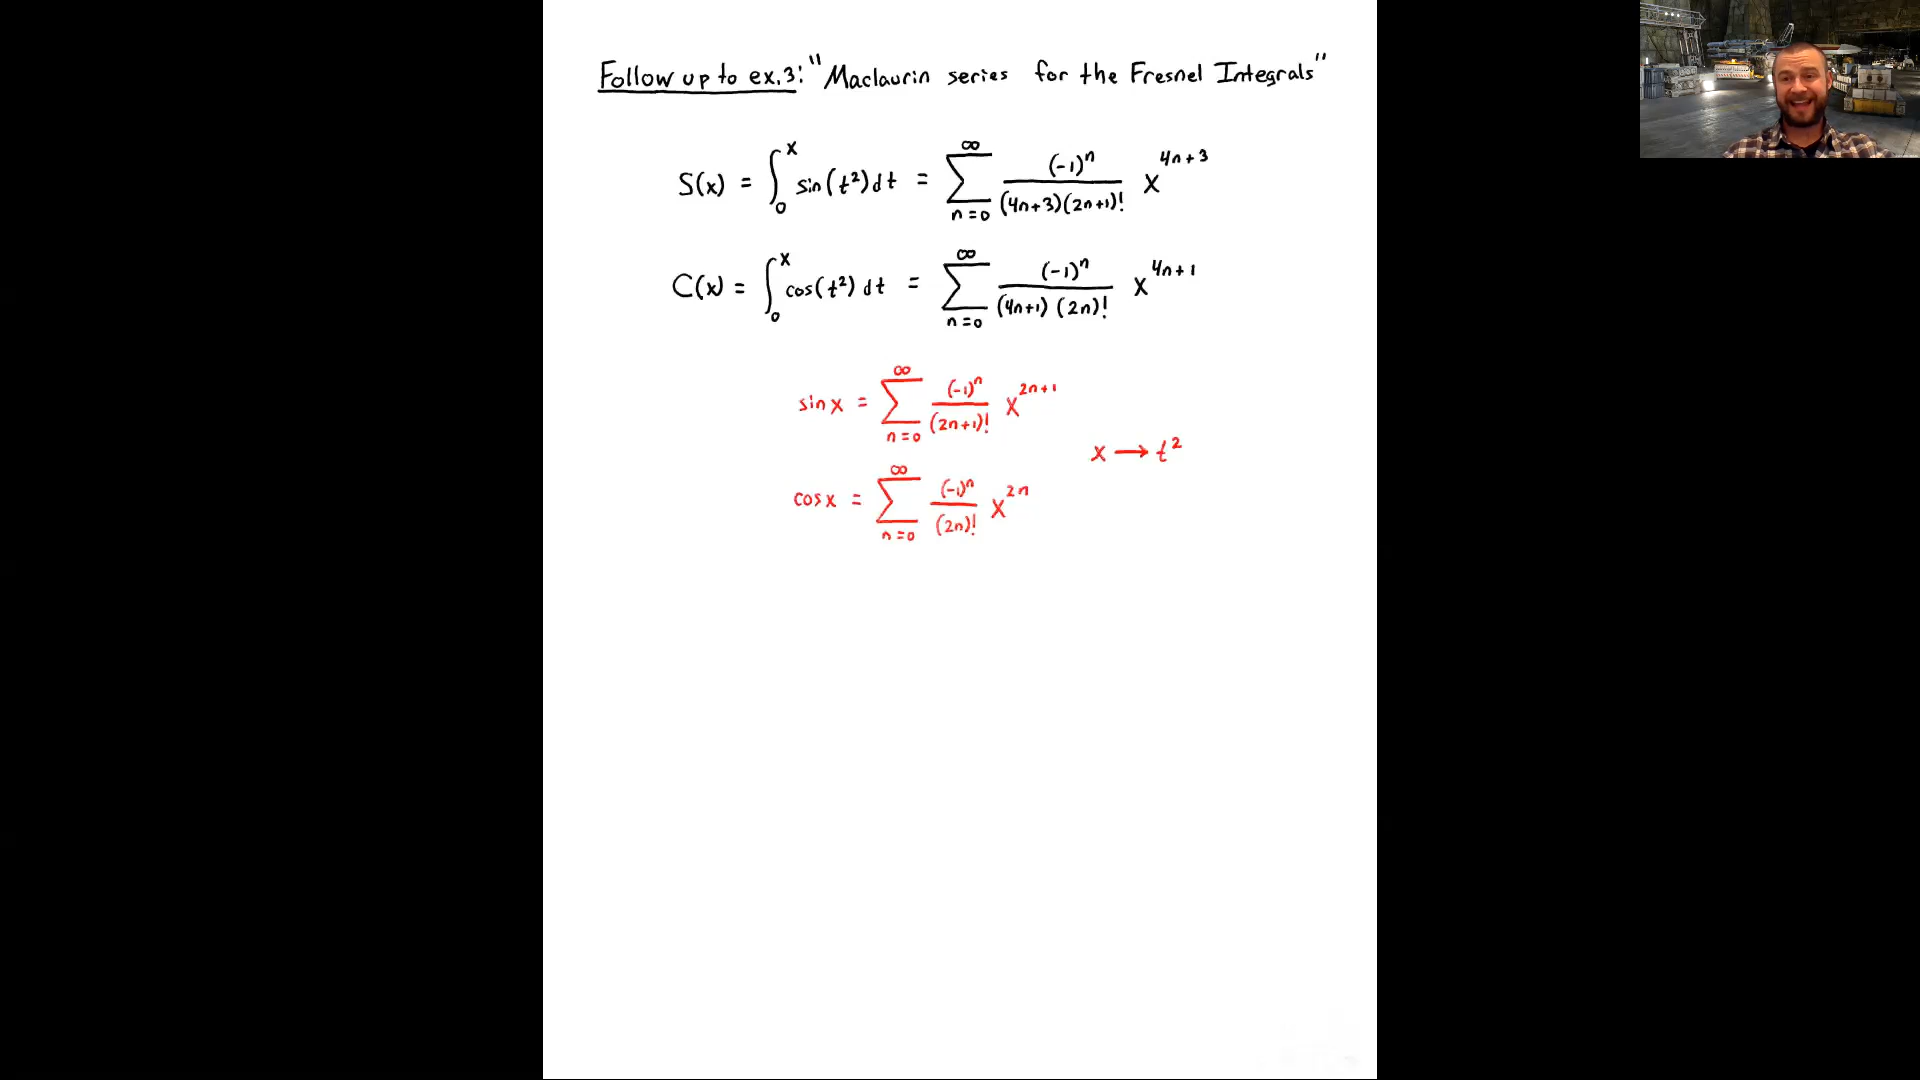 Follow up to ex.3: "Maclaurin series for the Fresnel Integrals"
S(x) = ∫₀ˣ sin(t²)dt = ∑_{n=0}^{∞} (-1)ⁿ / ((4n+3)(2n+1)!) x^{4n+3}
C(x) = ∫₀ˣ cos(t²)dt = ∑_{n=0}^{∞} (-1)ⁿ / ((4n+1)(2n)!) x^{4n+1}
sin x = ∑_{n=0}^{∞} (-1)ⁿ / (2n+1)! x^{2n+1}
x → t²
cos x = ∑_{n=0}^{∞} (-1)ⁿ / (2n)! x^{2n}